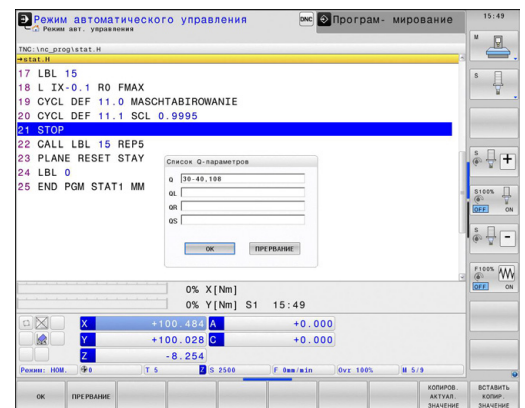 Режим автоматического управления
DNC
Програм- мирование
15:49
Режим авт. управления
TNC:\nc_prog\stat.H
→stat.H
17 LBL 15
18 L IX-0.1 R0 FMAX
19 CYCL DEF 11.0 MASCHTABIROWANIE
20 CYCL DEF 11.1 SCL 0.9995
21 STOP
22 CALL LBL 15 REP5
23 PLANE RESET STAY
24 LBL 0
25 END PGM STAT1 MM
Список Q-параметров
Q 36-40,108
QL
QR
QS
OK
ПРЕРВАНИЕ
M
S
S
S100%
OFF ON
S
F100%
OFF ON
0% X[Nm]
0% Y[Nm] S1 15:49
X +100.484 A +0.000
Y +100.028 C +0.000
Z -8.254
Режим: НОМ. 0 T 5 Z S 2500 F 0mm/min Ovr 100% M 5/9
OK
ПРЕРВАНИЕ
КОПИРОВ. АКТУАЛ. ЗНАЧЕНИЕ
ВСТАВИТЬ КОПИР. ЗНАЧЕНИЕ